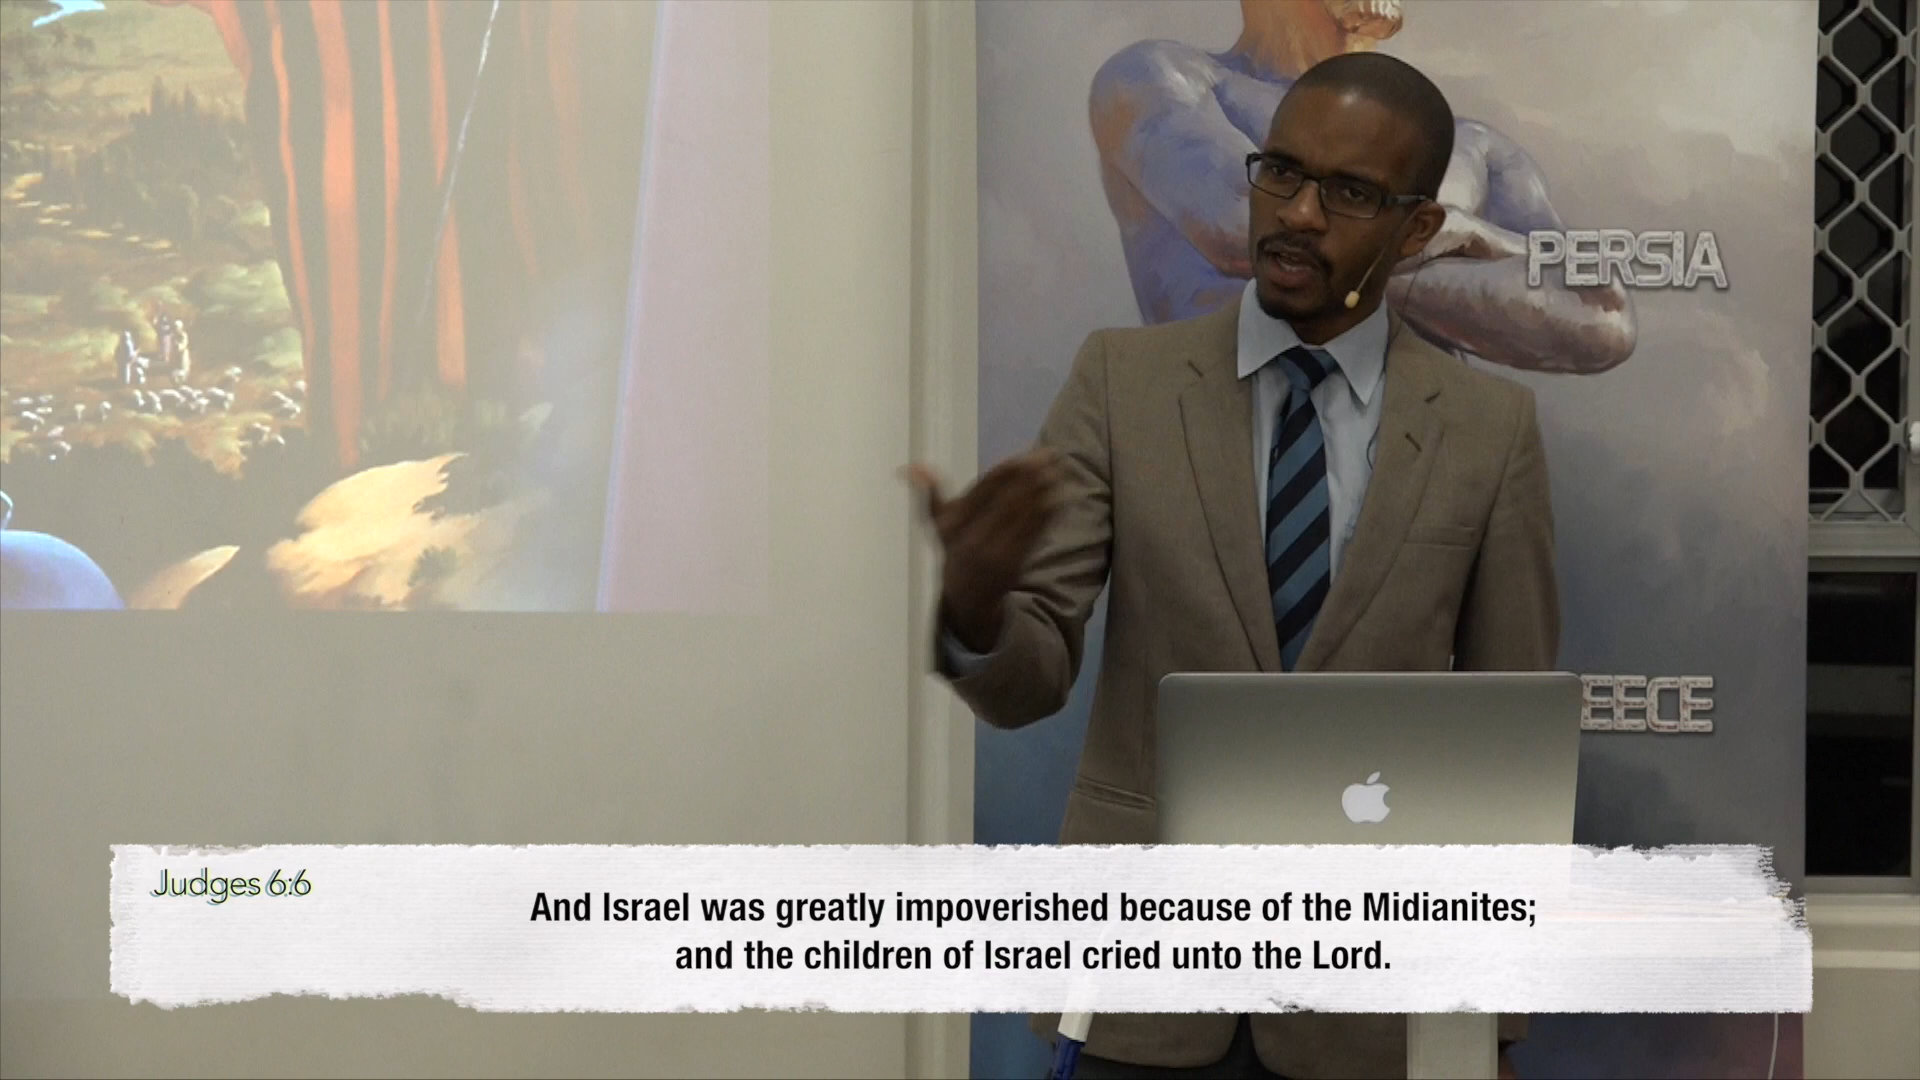 PERSIA
EECE
Judges 6:6
And Israel was greatly impoverished because of the Midianites;
and the children of Israel cried unto the Lord.